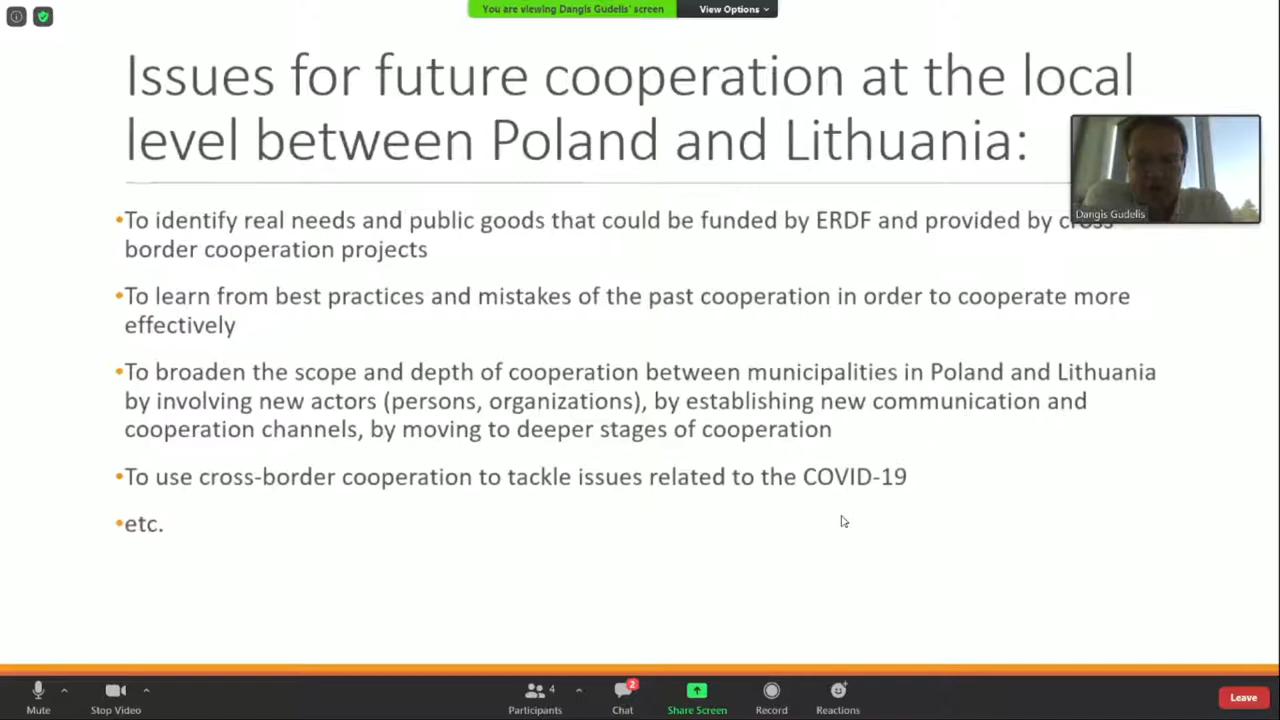 You are viewing Dangis Gudelis' screen
View Options
Issues for future cooperation at the local
level between Poland and Lithuania:
Dangis Gudelis
•To identify real needs and public goods that could be funded by ERDF and provided by cross-
border cooperation projects
•To learn from best practices and mistakes of the past cooperation in order to cooperate more
effectively
•To broaden the scope and depth of cooperation between municipalities in Poland and Lithuania
by involving new actors (persons, organizations), by establishing new communication and
cooperation channels, by moving to deeper stages of cooperation
•To use cross-border cooperation to tackle issues related to the COVID-19
•etc.
Mute
Stop Video
4
Participants
2
Chat
Share Screen
Record
Reactions
Leave